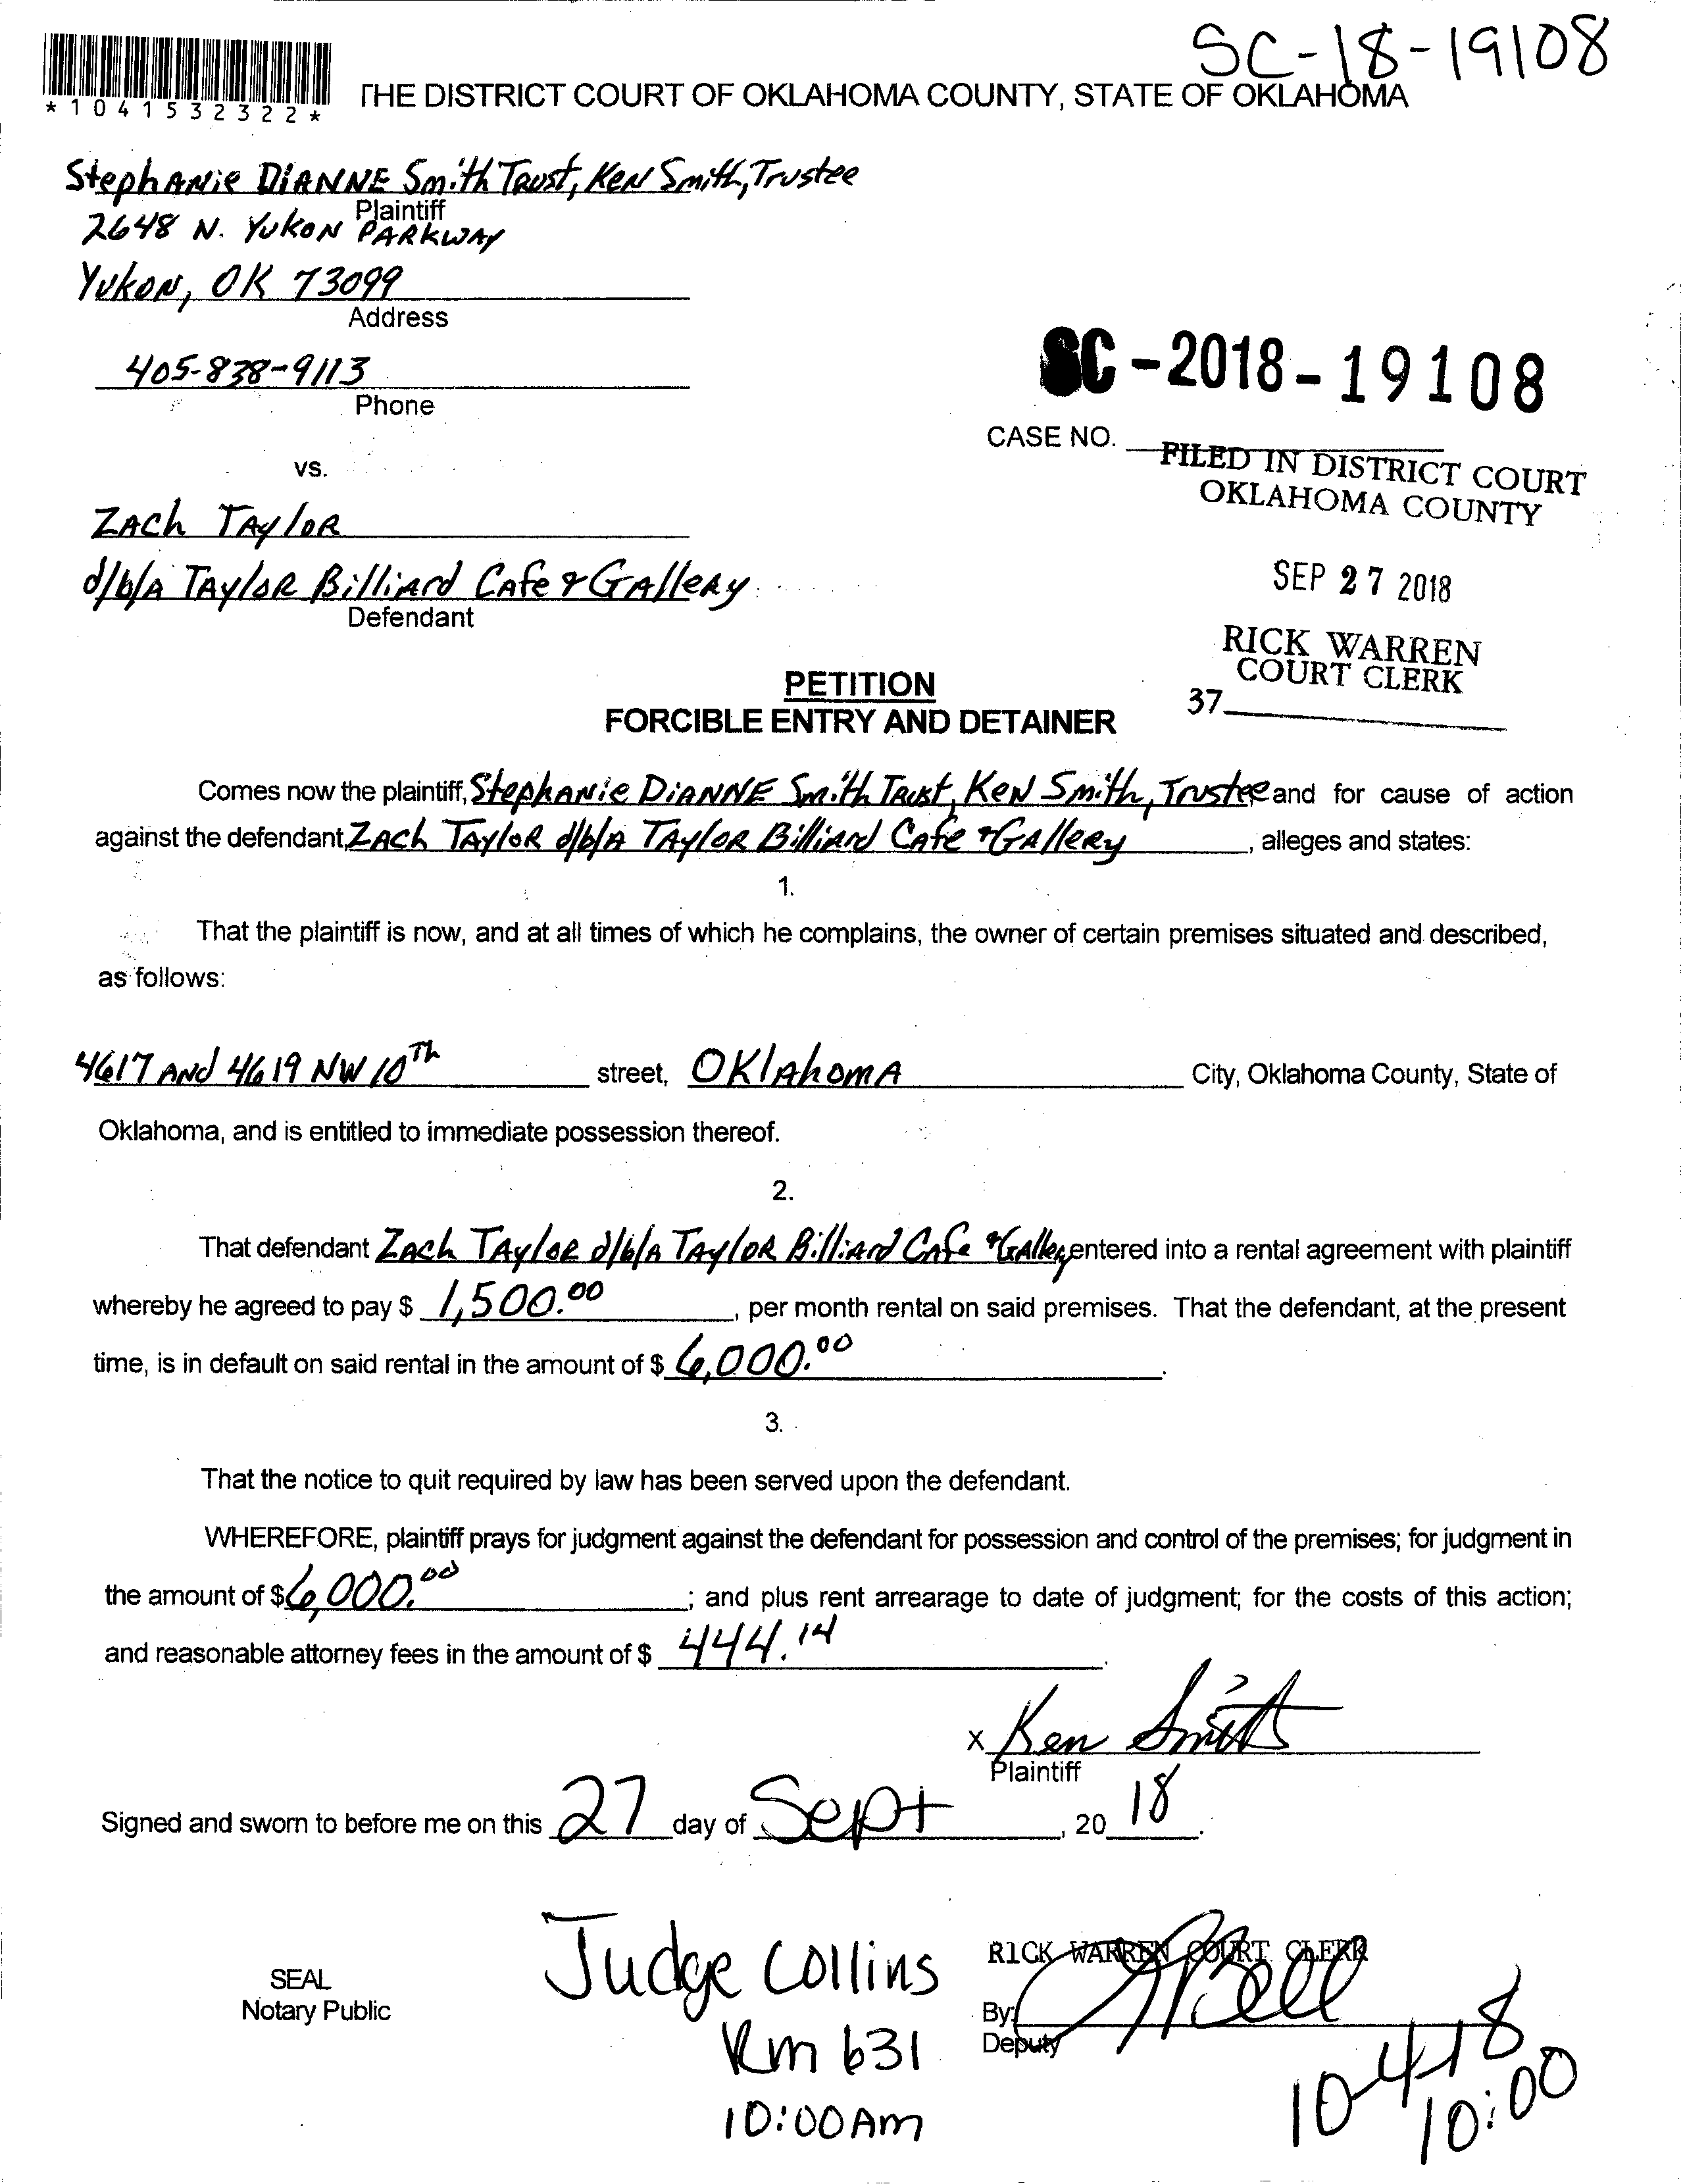 SC-18-19108
*1041532322*
THE DISTRICT COURT OF OKLAHOMA COUNTY, STATE OF OKLAHOMA
Stephanie Dianne Smith Trust, Ken Smith, Trustee
Plaintiff
2648 N. Yukon Parkway
Yukon, OK 73099
Address
405-838-9113
Phone
SC-2018-19108
CASE NO.
FILED IN DISTRICT COURT
OKLAHOMA COUNTY
vs.
Zach Taylor
d/b/a Taylor Billiard Cafe & Gallery
Defendant
SEP 27 2018
RICK WARREN
COURT CLERK
37
PETITION
FORCIBLE ENTRY AND DETAINER
Comes now the plaintiff, Stephanie Dianne Smith Trust, Ken Smith, Trustee and for cause of action
against the defendant, Zach Taylor d/b/a Taylor Billiard Cafe & Gallery, alleges and states:
1.
That the plaintiff is now, and at all times of which he complains, the owner of certain premises situated and described,
as follows:
4617 and 4619 NW 10Th street, Oklahoma City, Oklahoma County, State of
Oklahoma, and is entitled to immediate possession thereof.
2.
That defendant Zach Taylor d/b/a Taylor Billiard Cafe & Gallery entered into a rental agreement with plaintiff
whereby he agreed to pay $ 1,500.00, per month rental on said premises. That the defendant, at the present
time, is in default on said rental in the amount of $ 6,000.00.
3.
That the notice to quit required by law has been served upon the defendant.
WHEREFORE, plaintiff prays for judgment against the defendant for possession and control of the premises; for judgment in
the amount of $ 6,000.00; and plus rent arrearage to date of judgment; for the costs of this action;
and reasonable attorney fees in the amount of $ 444.14.
x Ken Smith
Plaintiff
Signed and sworn to before me on this 27 day of Sept, 20 18.
SEAL
Notary Public
Judge Collins
Rm 631
10:00 Am
RICK WARREN COURT CLERK
By:
Deputy
10-4-18
10:00